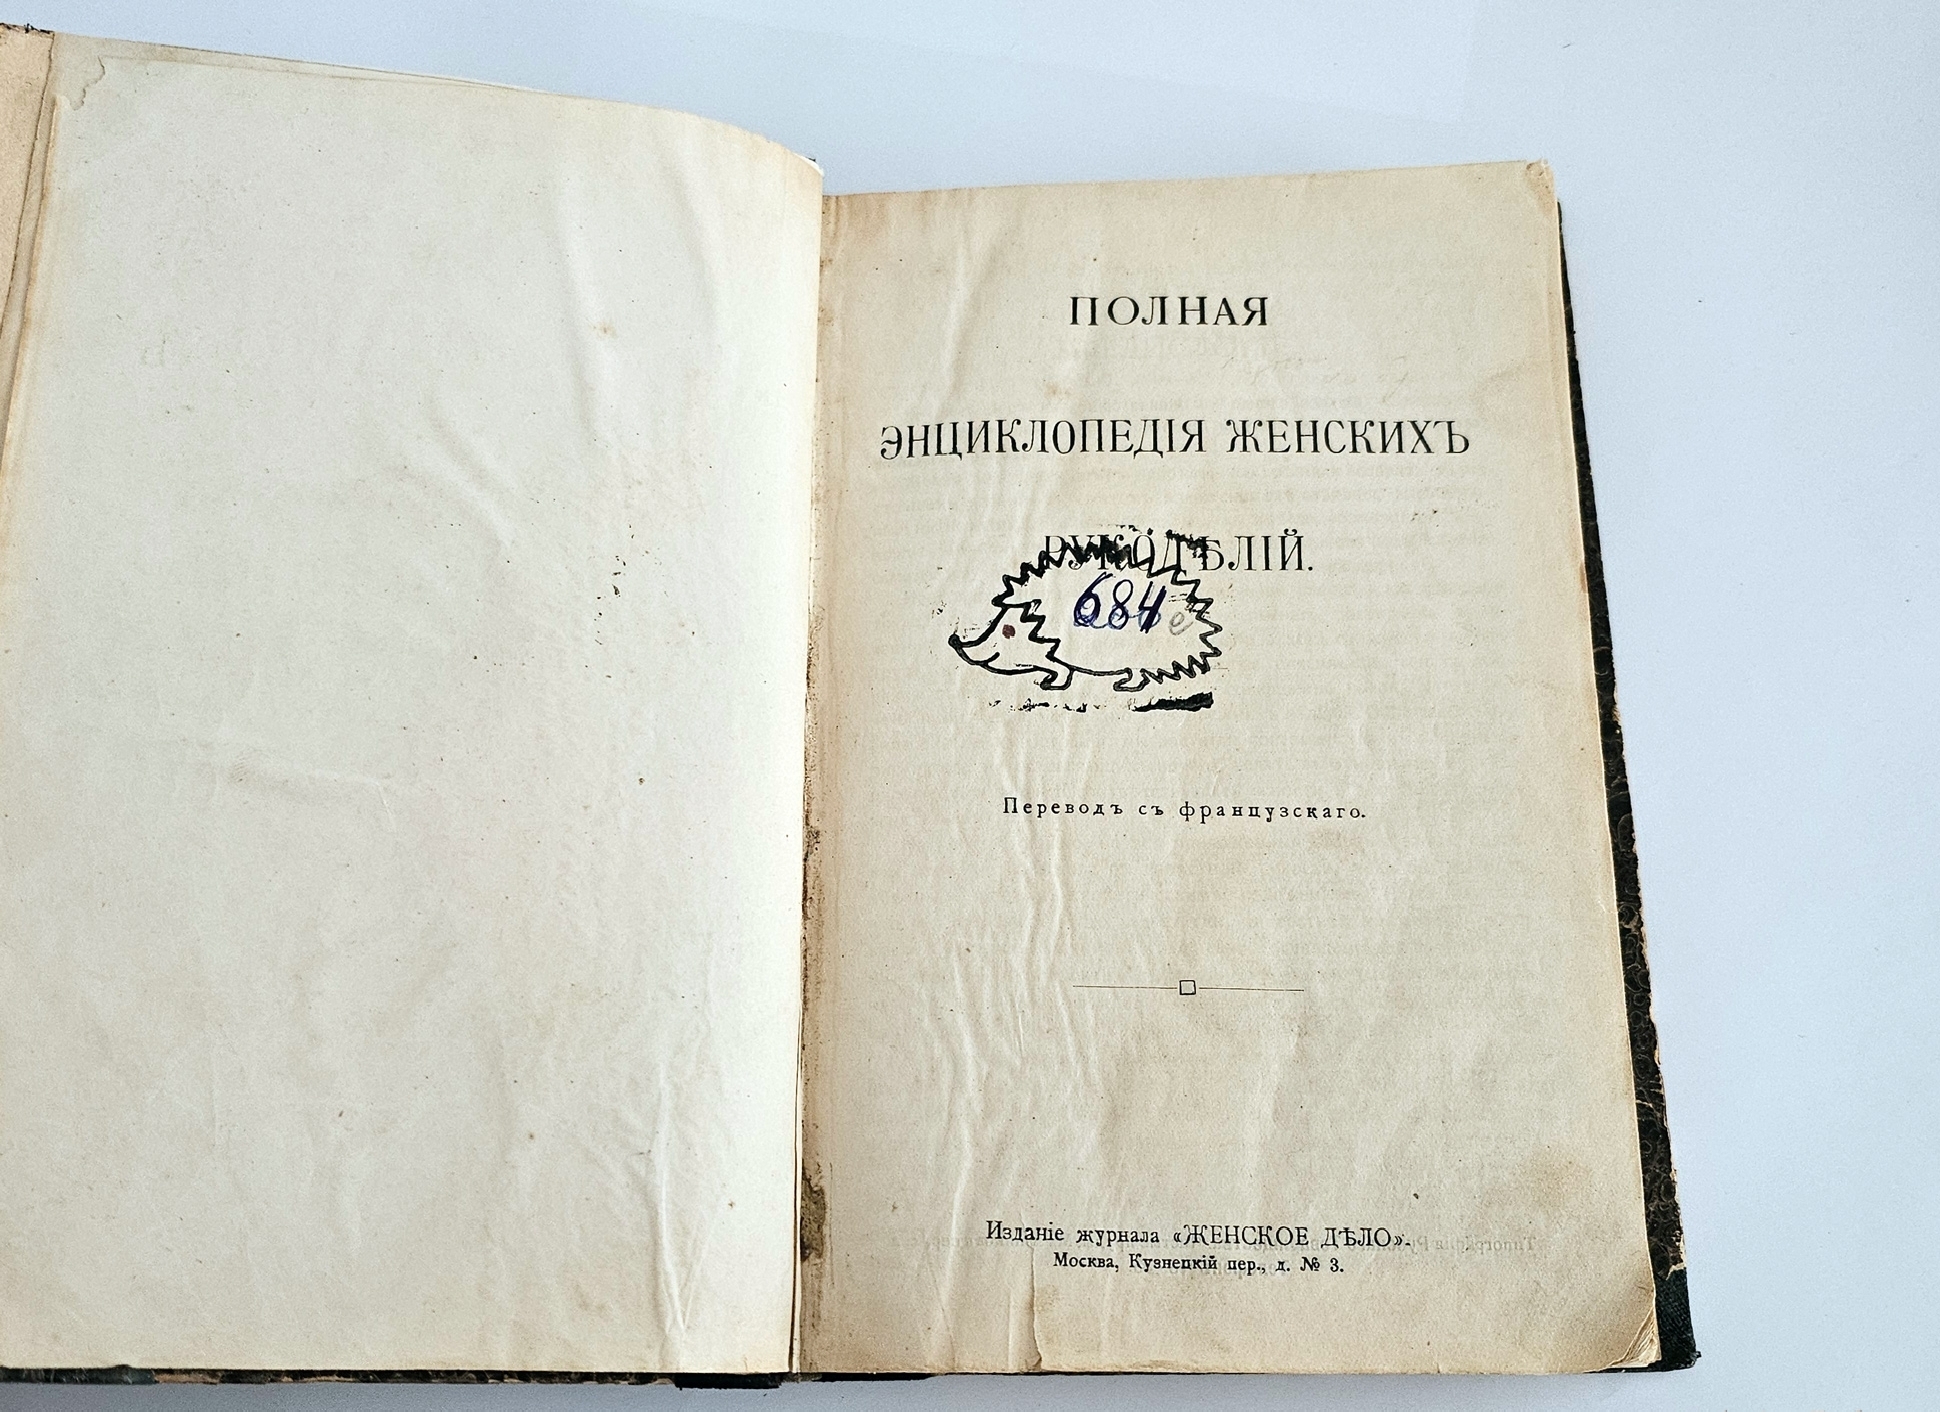 ПОЛНАЯ
ЭНЦИКЛОПЕДІЯ ЖЕНСКИХЪ
РУКОДѢЛІЙ.
684
е
Переводъ съ французскаго.
Изданіе журнала «ЖЕНСКОЕ ДѢЛО».
Москва, Кузнецкій пер., д. № 3.